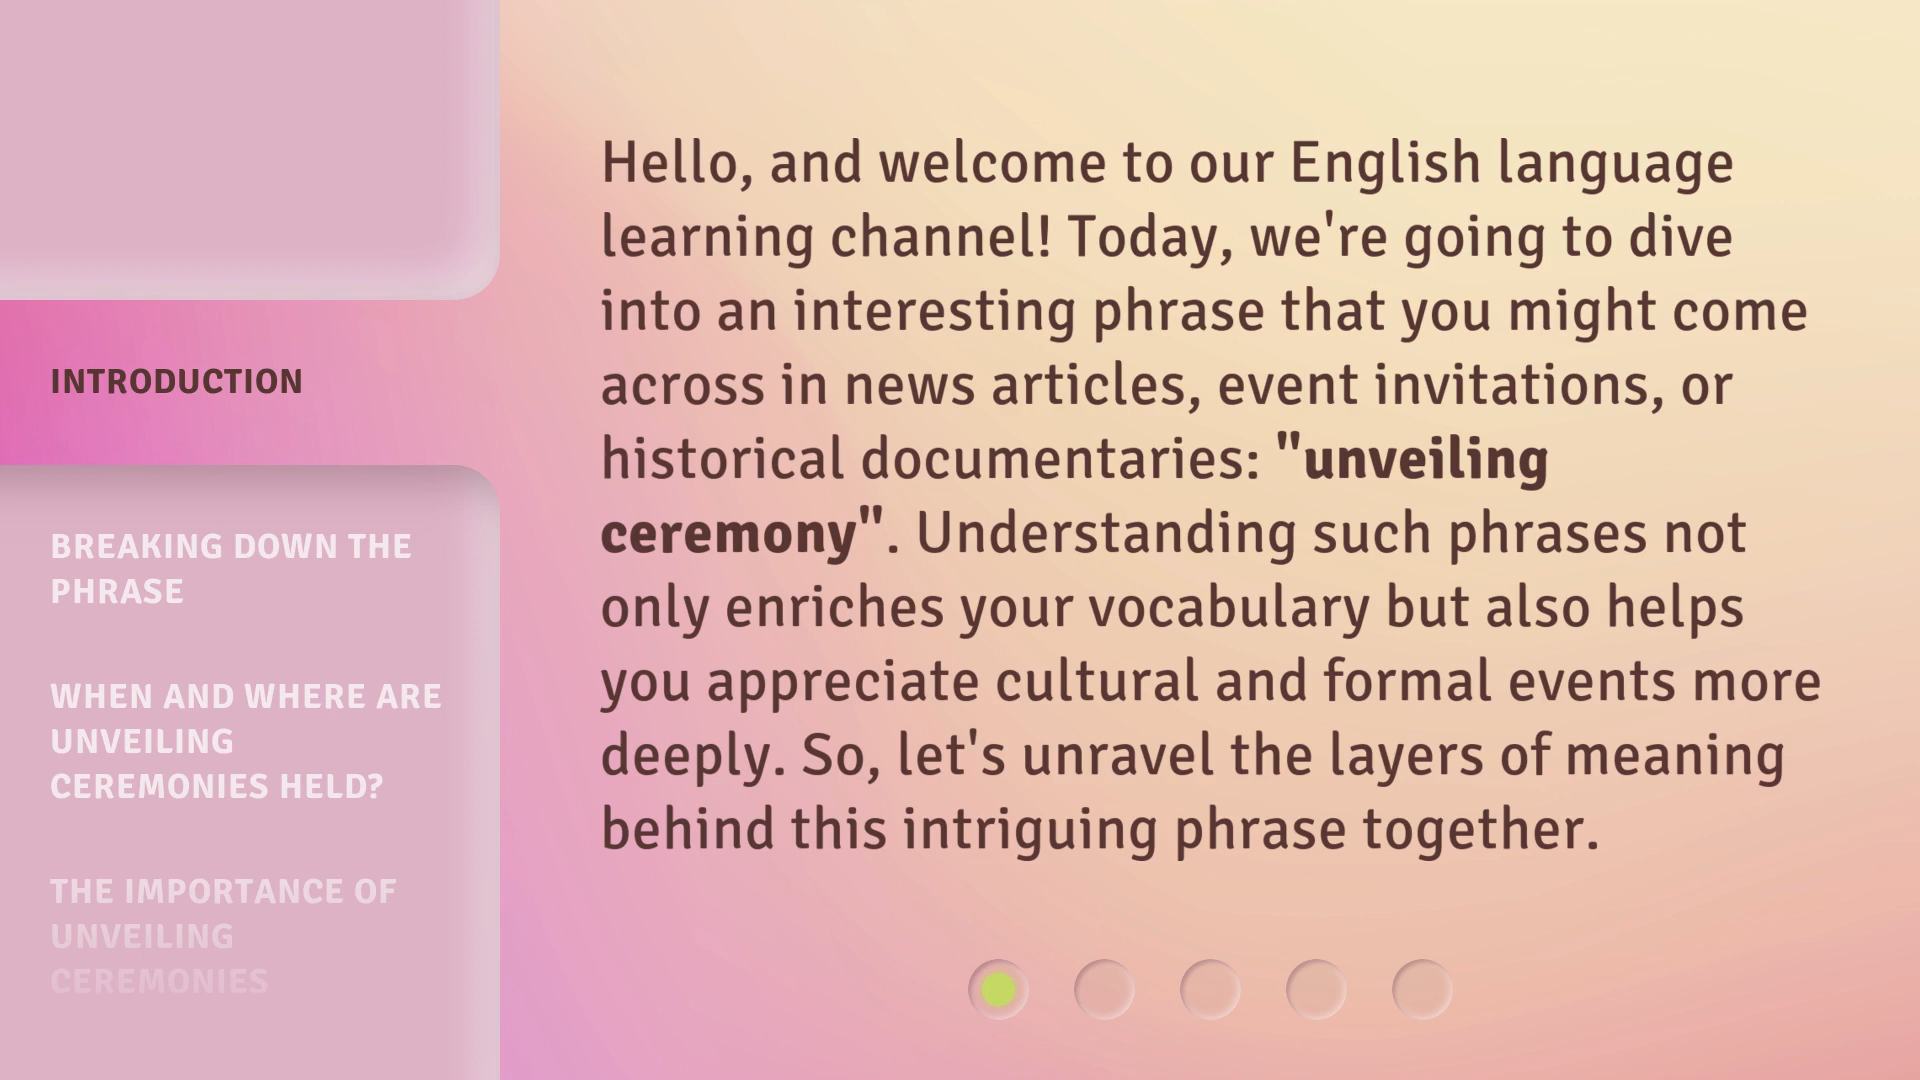 INTRODUCTION
BREAKING DOWN THE
PHRASE
WHEN AND WHERE ARE
UNVEILING
CEREMONIES HELD?
THE IMPORTANCE OF
UNVEILING
CEREMONIES
Hello, and welcome to our English language
learning channel! Today, we're going to dive
into an interesting phrase that you might come
across in news articles, event invitations, or
historical documentaries: "unveiling
ceremony". Understanding such phrases not
only enriches your vocabulary but also helps
you appreciate cultural and formal events more
deeply. So, let's unravel the layers of meaning
behind this intriguing phrase together.